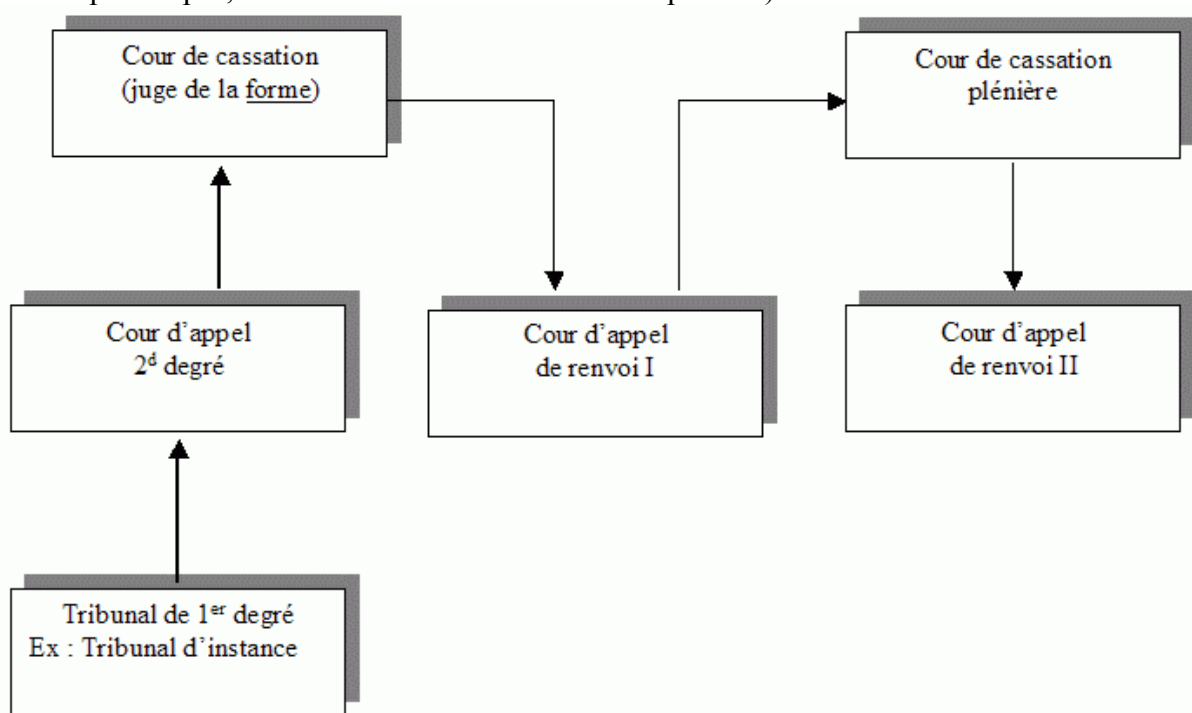 Cour de cassation
(juge de la forme)
Cour de cassation
plénière
Cour d'appel
2d degré
Cour d'appel
de renvoi I
Cour d'appel
de renvoi II
Tribunal de 1er degré
Ex : Tribunal d'instance